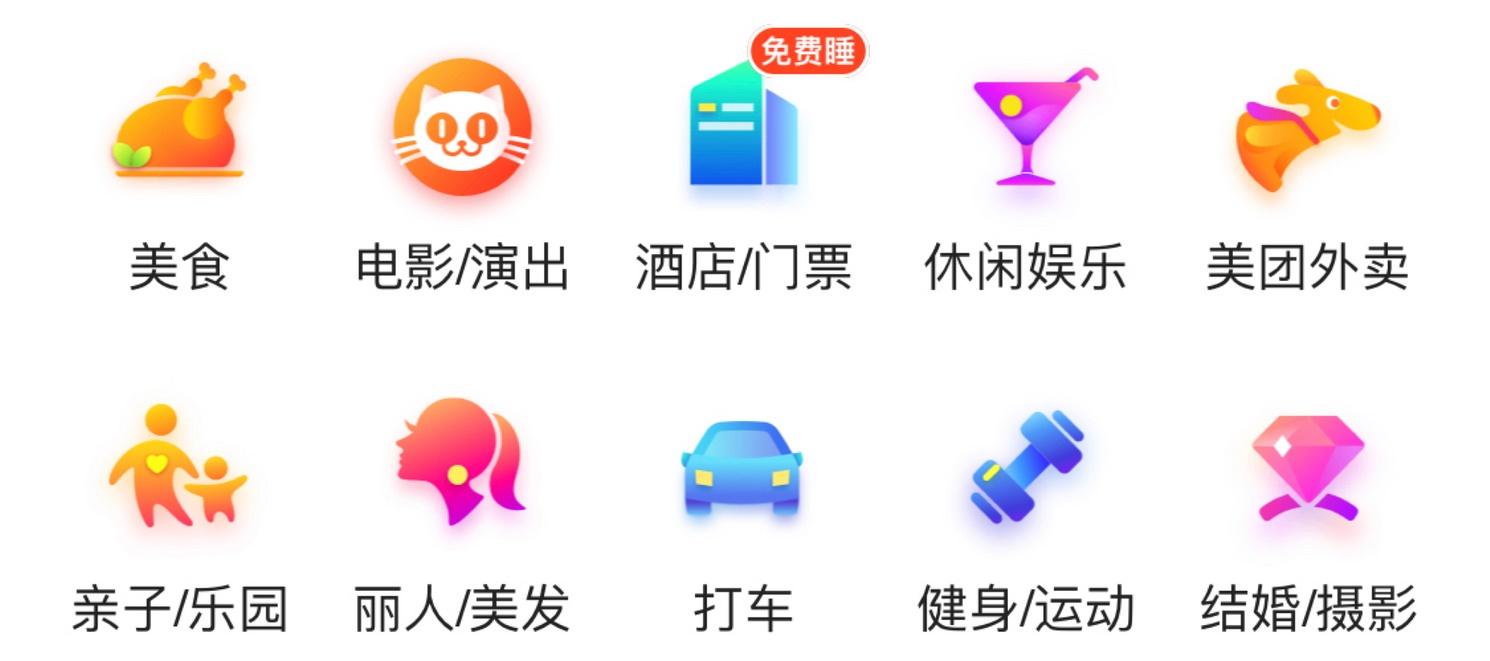 免费睡
美食
电影/演出
酒店/门票
休闲娱乐
美团外卖
亲子/乐园
丽人/美发
打车
健身/运动
结婚/摄影